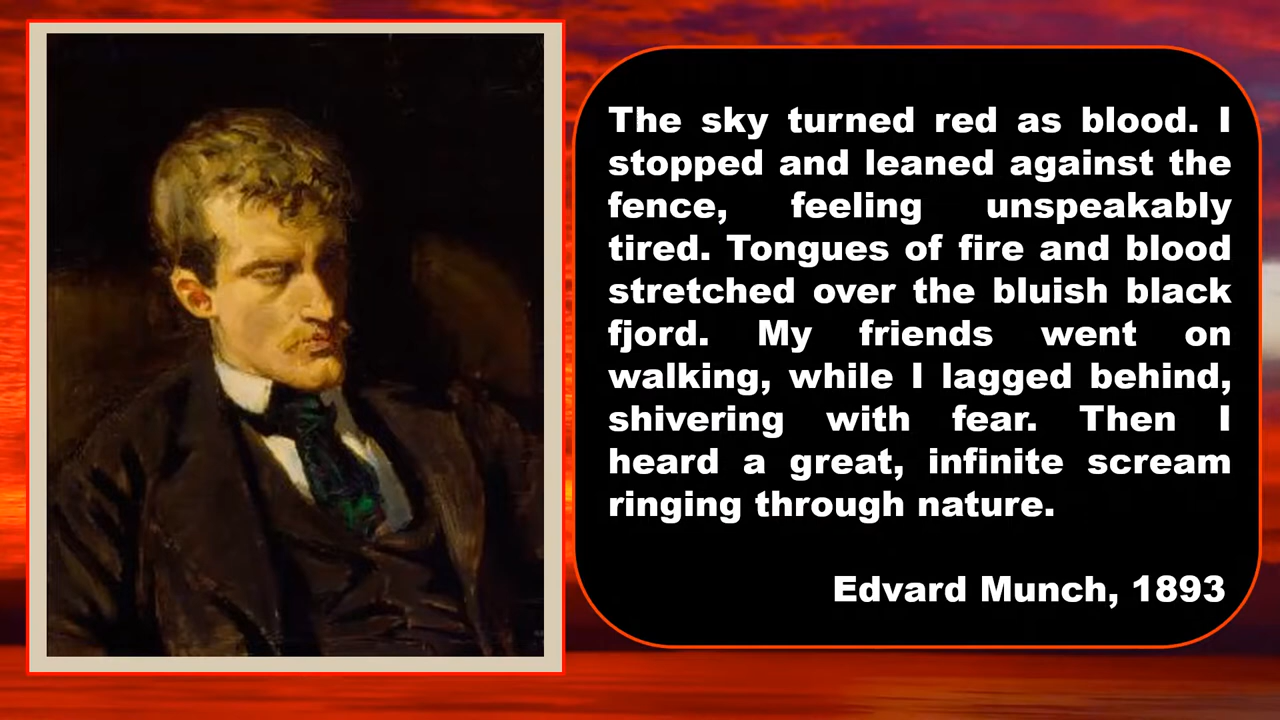 The sky turned red as blood. I
stopped and leaned against the
fence, feeling unspeakably
tired. Tongues of fire and blood
stretched over the bluish black
fjord. My friends went on
walking, while I lagged behind,
shivering with fear. Then I
heard a great, infinite scream
ringing through nature.
Edvard Munch, 1893